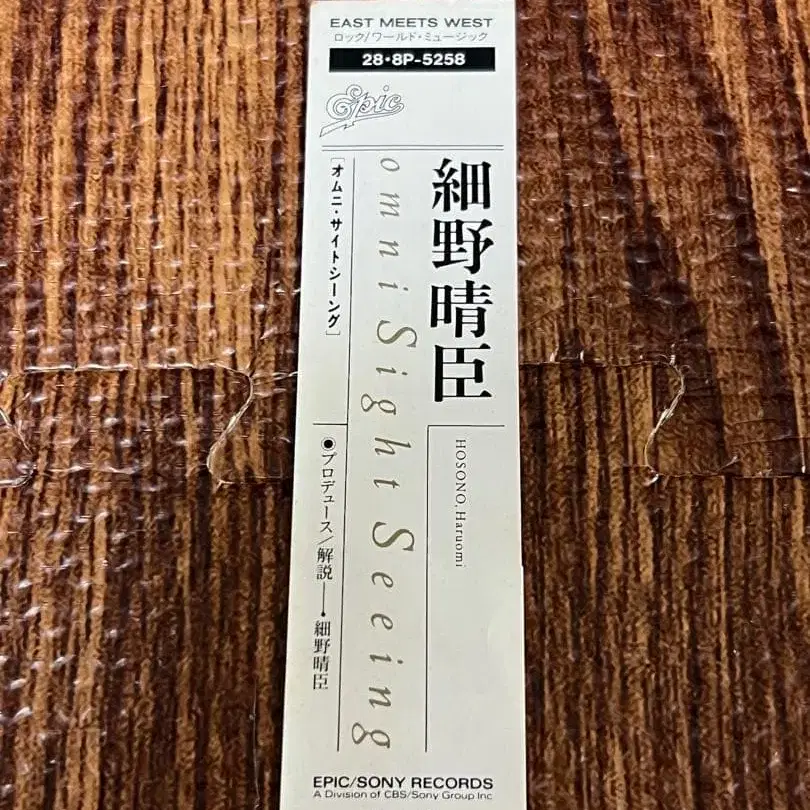 EAST MEETS WEST
ロック/ワールド・ミュージック
28・8P-5258
Epic
細野晴臣
HOSONO, Haruomi
omni Sight Seeing
[オムニ・サイトシーング]
●プロデュース/解説──・細野晴臣
EPIC/SONY RECORDS
A Division of CBS/Sony Group Inc